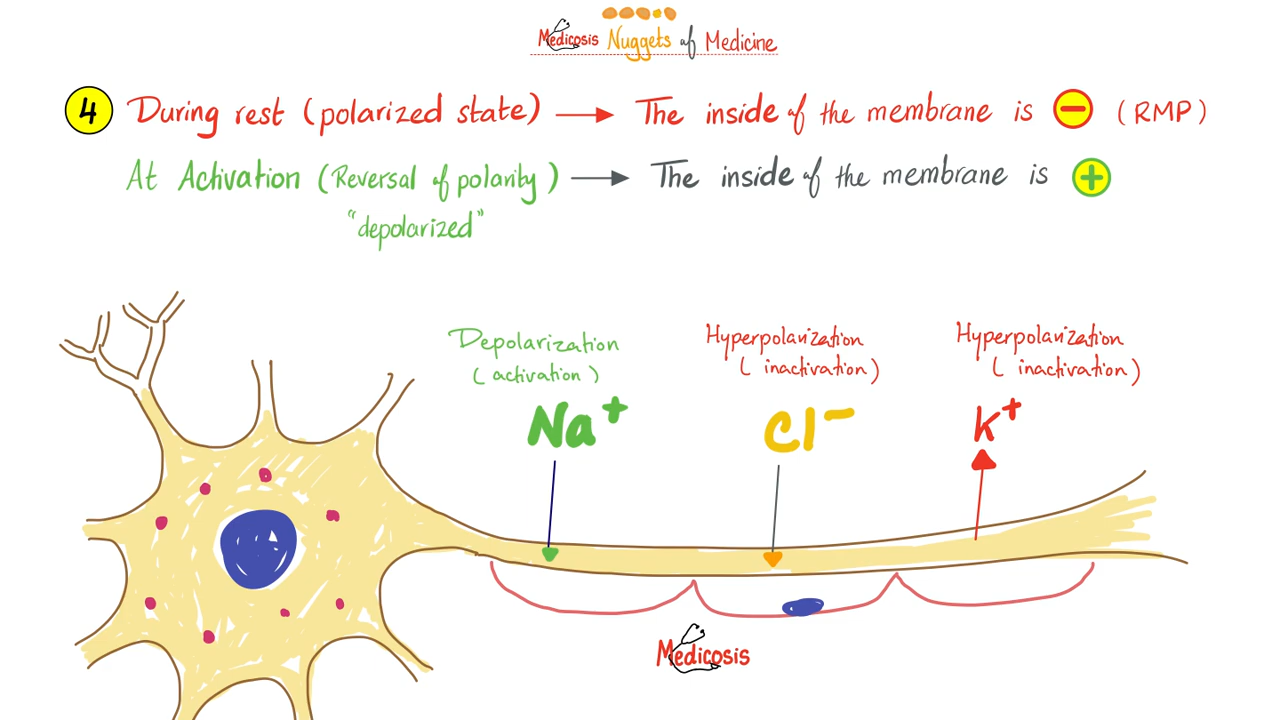 Medicosis Nuggets of Medicine
4 During rest (polarized state) → The inside of the membrane is − (RMP)
At Activation (Reversal of polarity) → The inside of the membrane is +
"depolarized"
Depolarization
(activation)
Na+
Hyperpolarization
(inactivation)
Cl−
Hyperpolarization
(inactivation)
K+
Medicosis